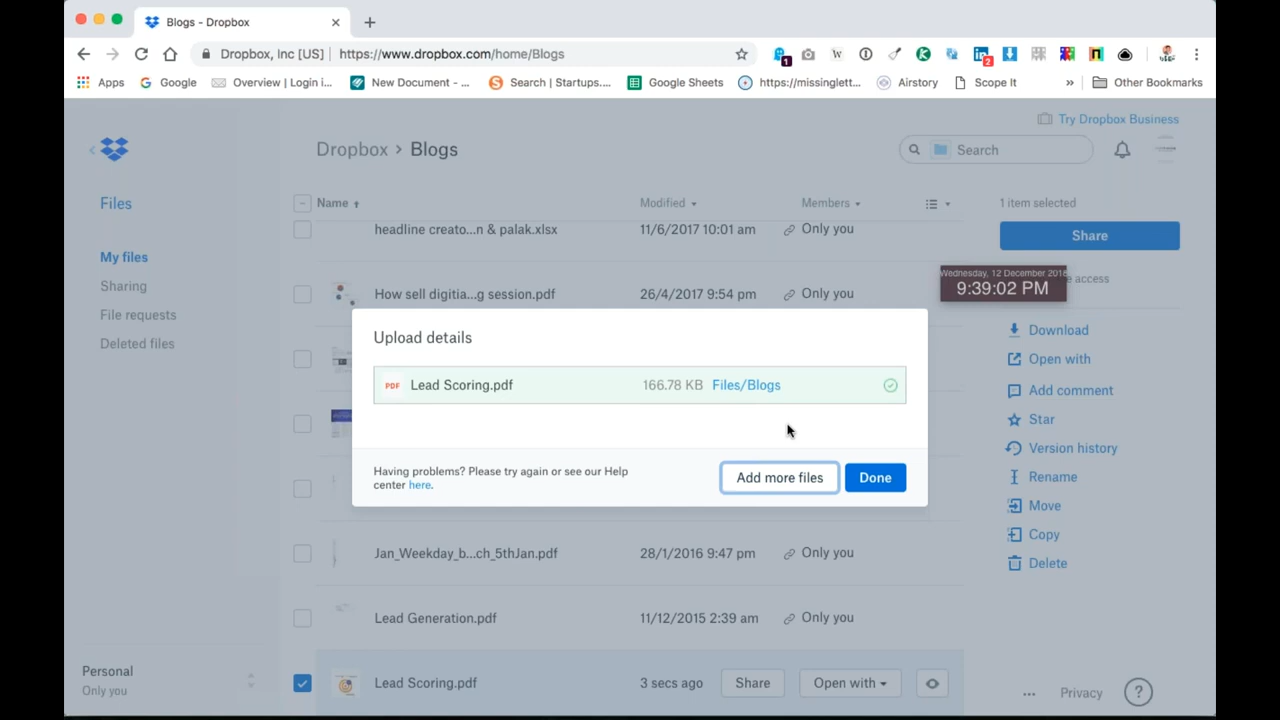 Blogs - Dropbox
Dropbox, Inc [US] | https://www.dropbox.com/home/Blogs
1
W
2
Apps
Google
Overview | Login i...
New Document - ...
Search | Startups....
Google Sheets
https://missinglett...
Airstory
Scope It
»
Other Bookmarks
Try Dropbox Business
Dropbox › Blogs
Search
Files
Name
Modified
Members
1 item selected
headline creato...n & palak.xlsx 11/6/2017 10:01 am Only you
Share
My files
Wednesday, 12 December 2018
9:39:02 PM
e access
Sharing
How sell digitia...g session.pdf 26/4/2017 9:54 pm Only you
File requests
Deleted files
Upload details
PDF Lead Scoring.pdf 166.78 KB Files/Blogs
Having problems? Please try again or see our Help
center here.
Add more files
Done
Download
Open with
Add comment
Star
Version history
Rename
Move
Copy
Delete
Jan_Weekday_b...ch_5thJan.pdf 28/1/2016 9:47 pm Only you
Lead Generation.pdf 11/12/2015 2:39 am Only you
Lead Scoring.pdf 3 secs ago Share Open with
Personal
Only you
... Privacy ?